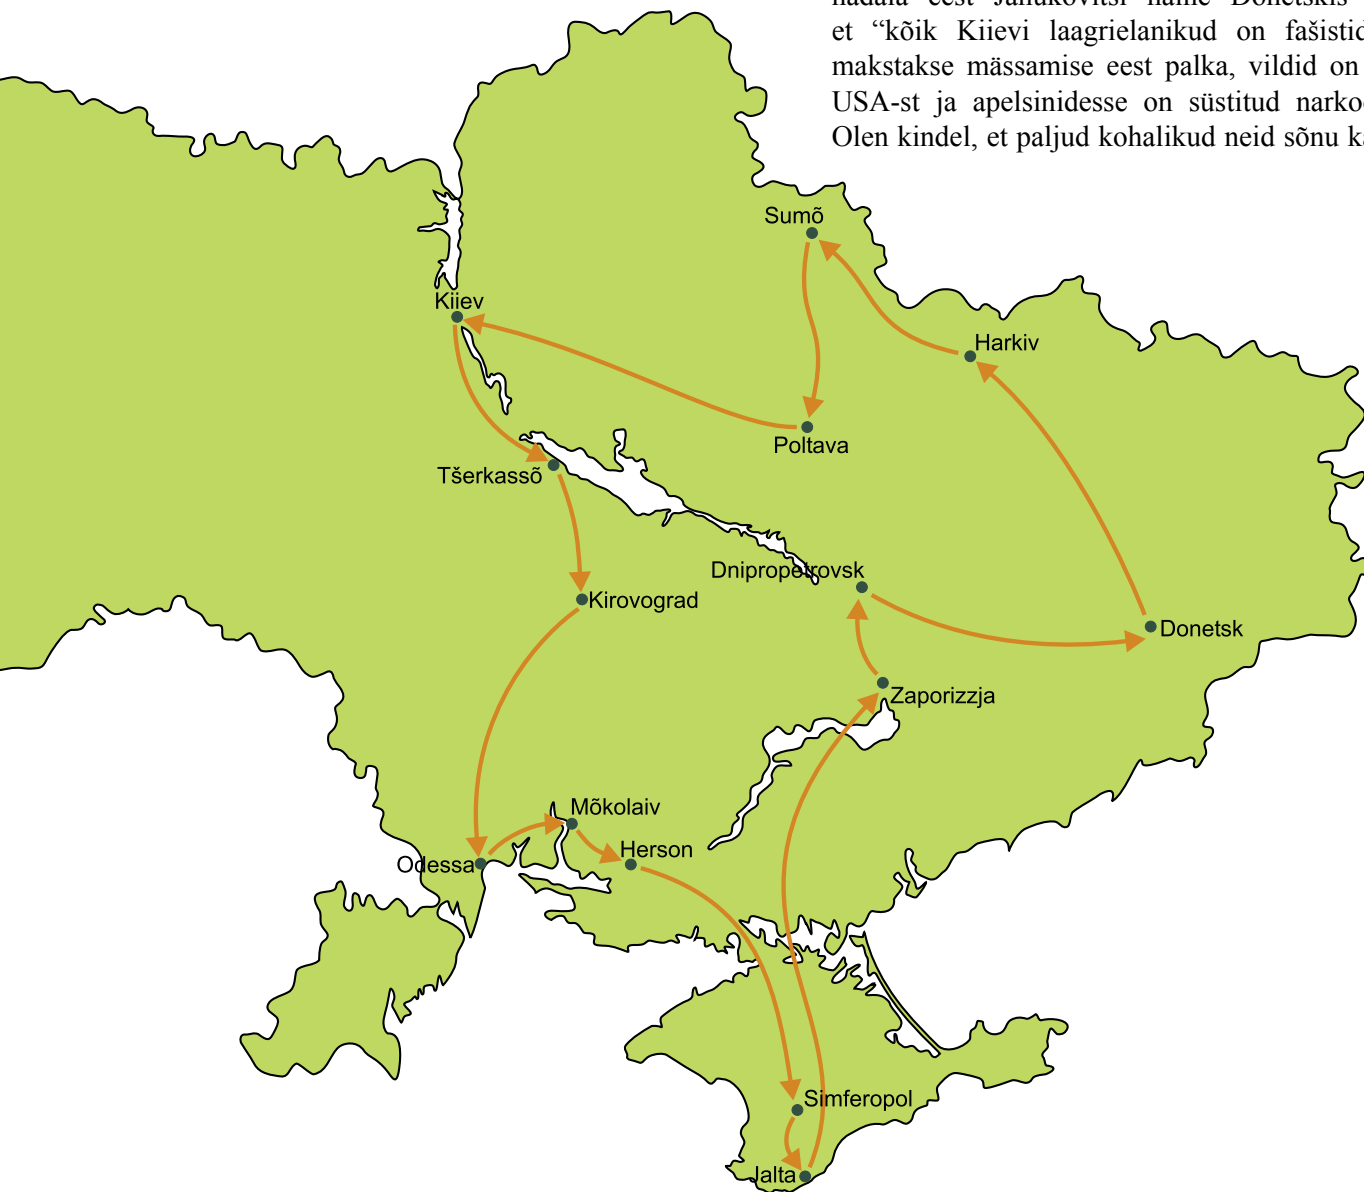 et “kõik Kiievi laagrielanikud on fašistid
makstakse mässamise eest palka, vildid on
USA-st ja apelsinidesse on süstitud
Olen kindel, et paljud kohalikud neid sõnu
Sumõ
Kiiev
Harkiv
Poltava
Tšerkassõ
Dnipropetrovsk
Kirovograd
Donetsk
Zaporizzja
Mõkolaiv
Herson
Odessa
Simferopol
Jalta